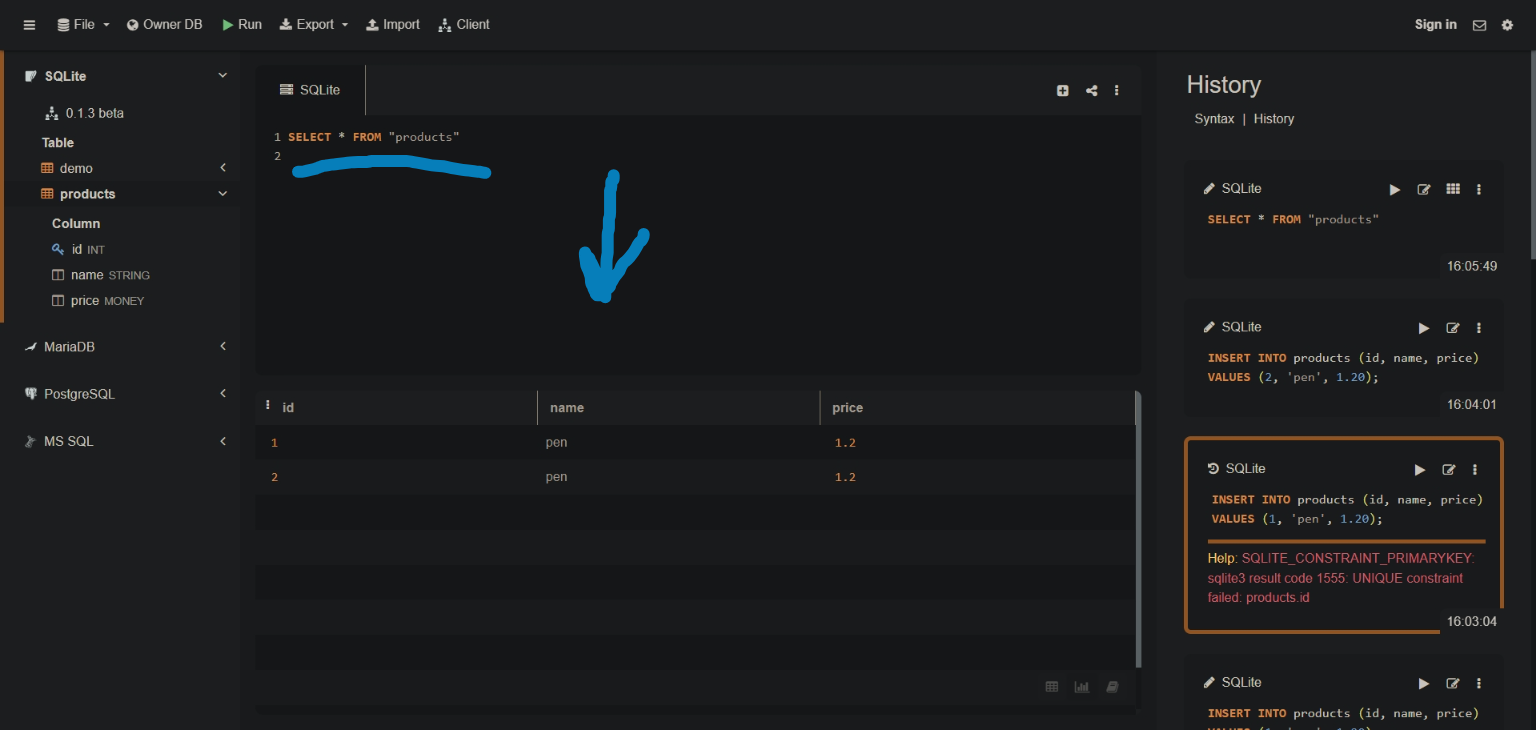 File
Owner DB
Run
Export
Import
Client
Sign in
SQLite
0.1.3 beta
Table
demo
products
Column
id INT
name STRING
price MONEY
MariaDB
PostgreSQL
MS SQL
SQLite
1 SELECT * FROM "products"
2
id name price
1 pen 1.2
2 pen 1.2
History
Syntax | History
SQLite
SELECT * FROM "products"
16:05:49
SQLite
INSERT INTO products (id, name, price)
VALUES (2, 'pen', 1.20);
16:04:01
SQLite
INSERT INTO products (id, name, price)
VALUES (1, 'pen', 1.20);
Help: SQLITE_CONSTRAINT_PRIMARYKEY:
sqlite3 result code 1555: UNIQUE constraint
failed: products.id
16:03:04
SQLite
INSERT INTO products (id, name, price)